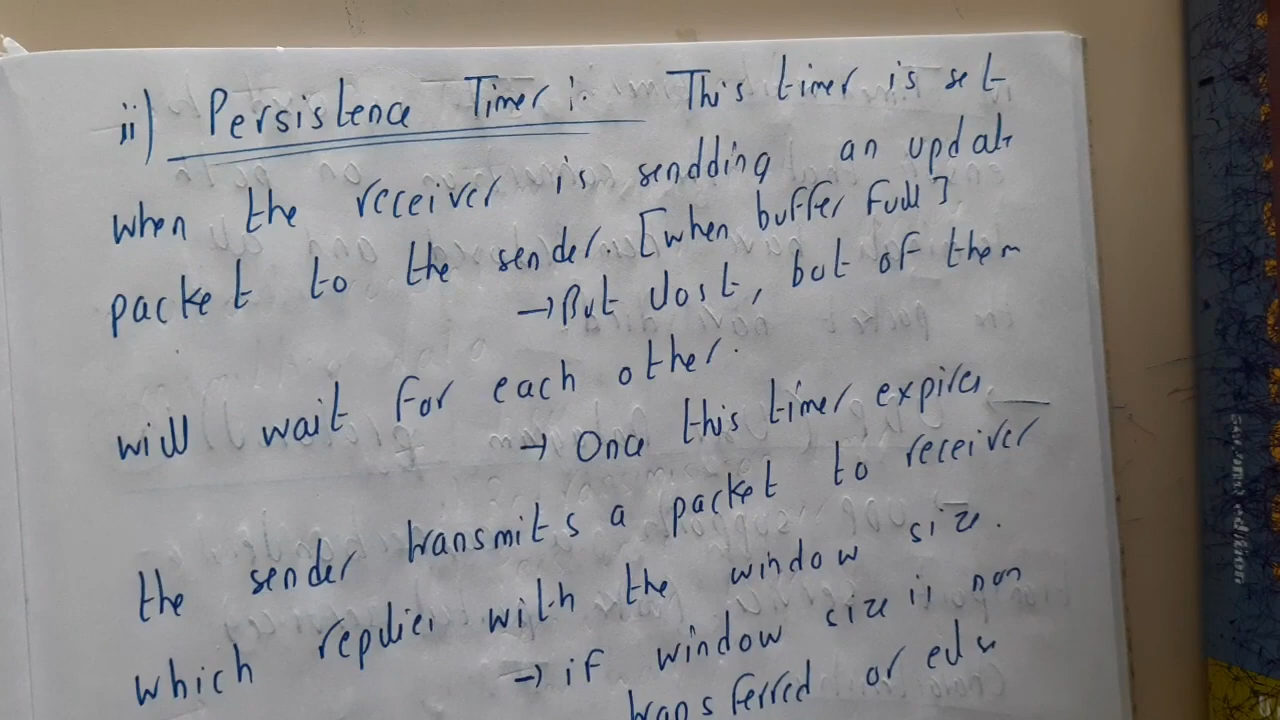 ii) Persistence Timer :- This timer is set
when the receiver is sendding an update
packet to the sender. [when buffer full]
→ But lost, but of them
will wait for each other.
→ Once this timer expires
the sender transmits a packet to receiver
which replies with the window size.
→ if window size is non
transferred or else